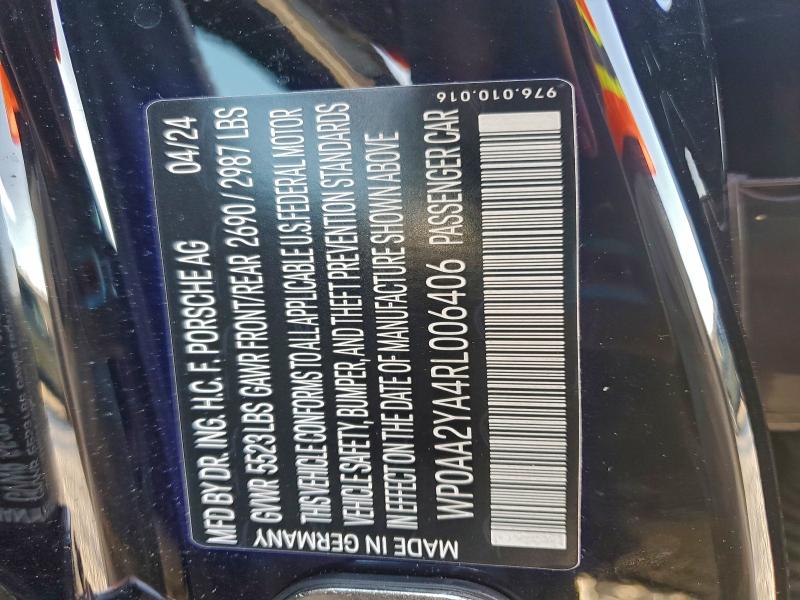 MFD BY DR. ING. H.C. F. PORSCHE AG 04/24
GVWR 5523 LBS GAWR FRONT/REAR 2690 / 2987 LBS
THIS VEHICLE CONFORMS TO ALL APPLICABLE US FEDERAL MOTOR
VEHICLE SAFETY, BUMPER, AND THEFT PREVENTION STANDARDS
IN EFFECT ON THE DATE OF MANUFACTURE SHOWN ABOVE
MADE IN GERMANY WP0AA2YA4RL006406 PASSENGER CAR
976.010.016